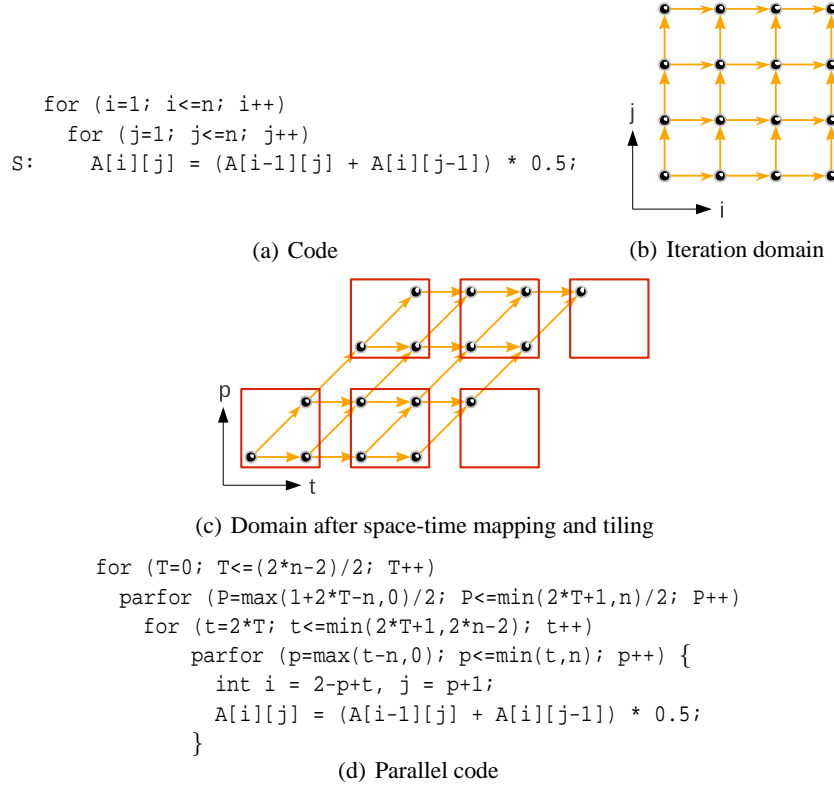 for (i=1; i<=n; i++)
for (j=1; j<=n; j++)
S: A[i][j] = (A[i-1][j] + A[i][j-1]) * 0.5;
(a) Code
j
i
(b) Iteration domain
p
t
(c) Domain after space-time mapping and tiling
for (T=0; T<=(2*n-2)/2; T++)
parfor (P=max(1+2*T-n,0)/2; P<=min(2*T+1,n)/2; P++)
for (t=2*T; t<=min(2*T+1,2*n-2); t++)
parfor (p=max(t-n,0); p<=min(t,n); p++) {
int i = 2-p+t, j = p+1;
A[i][j] = (A[i-1][j] + A[i][j-1]) * 0.5;
}
(d) Parallel code